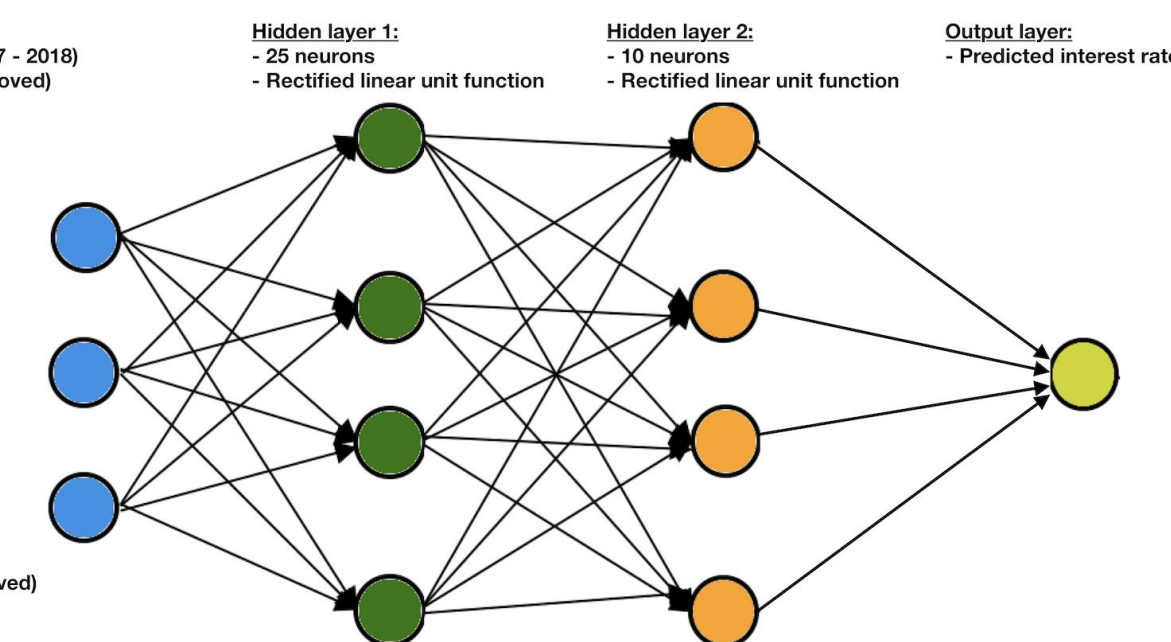 7 - 2018)
oved)
Hidden layer 1:
- 25 neurons
- Rectified linear unit function
Hidden layer 2:
- 10 neurons
- Rectified linear unit function
Output layer:
- Predicted interest rate
ved)